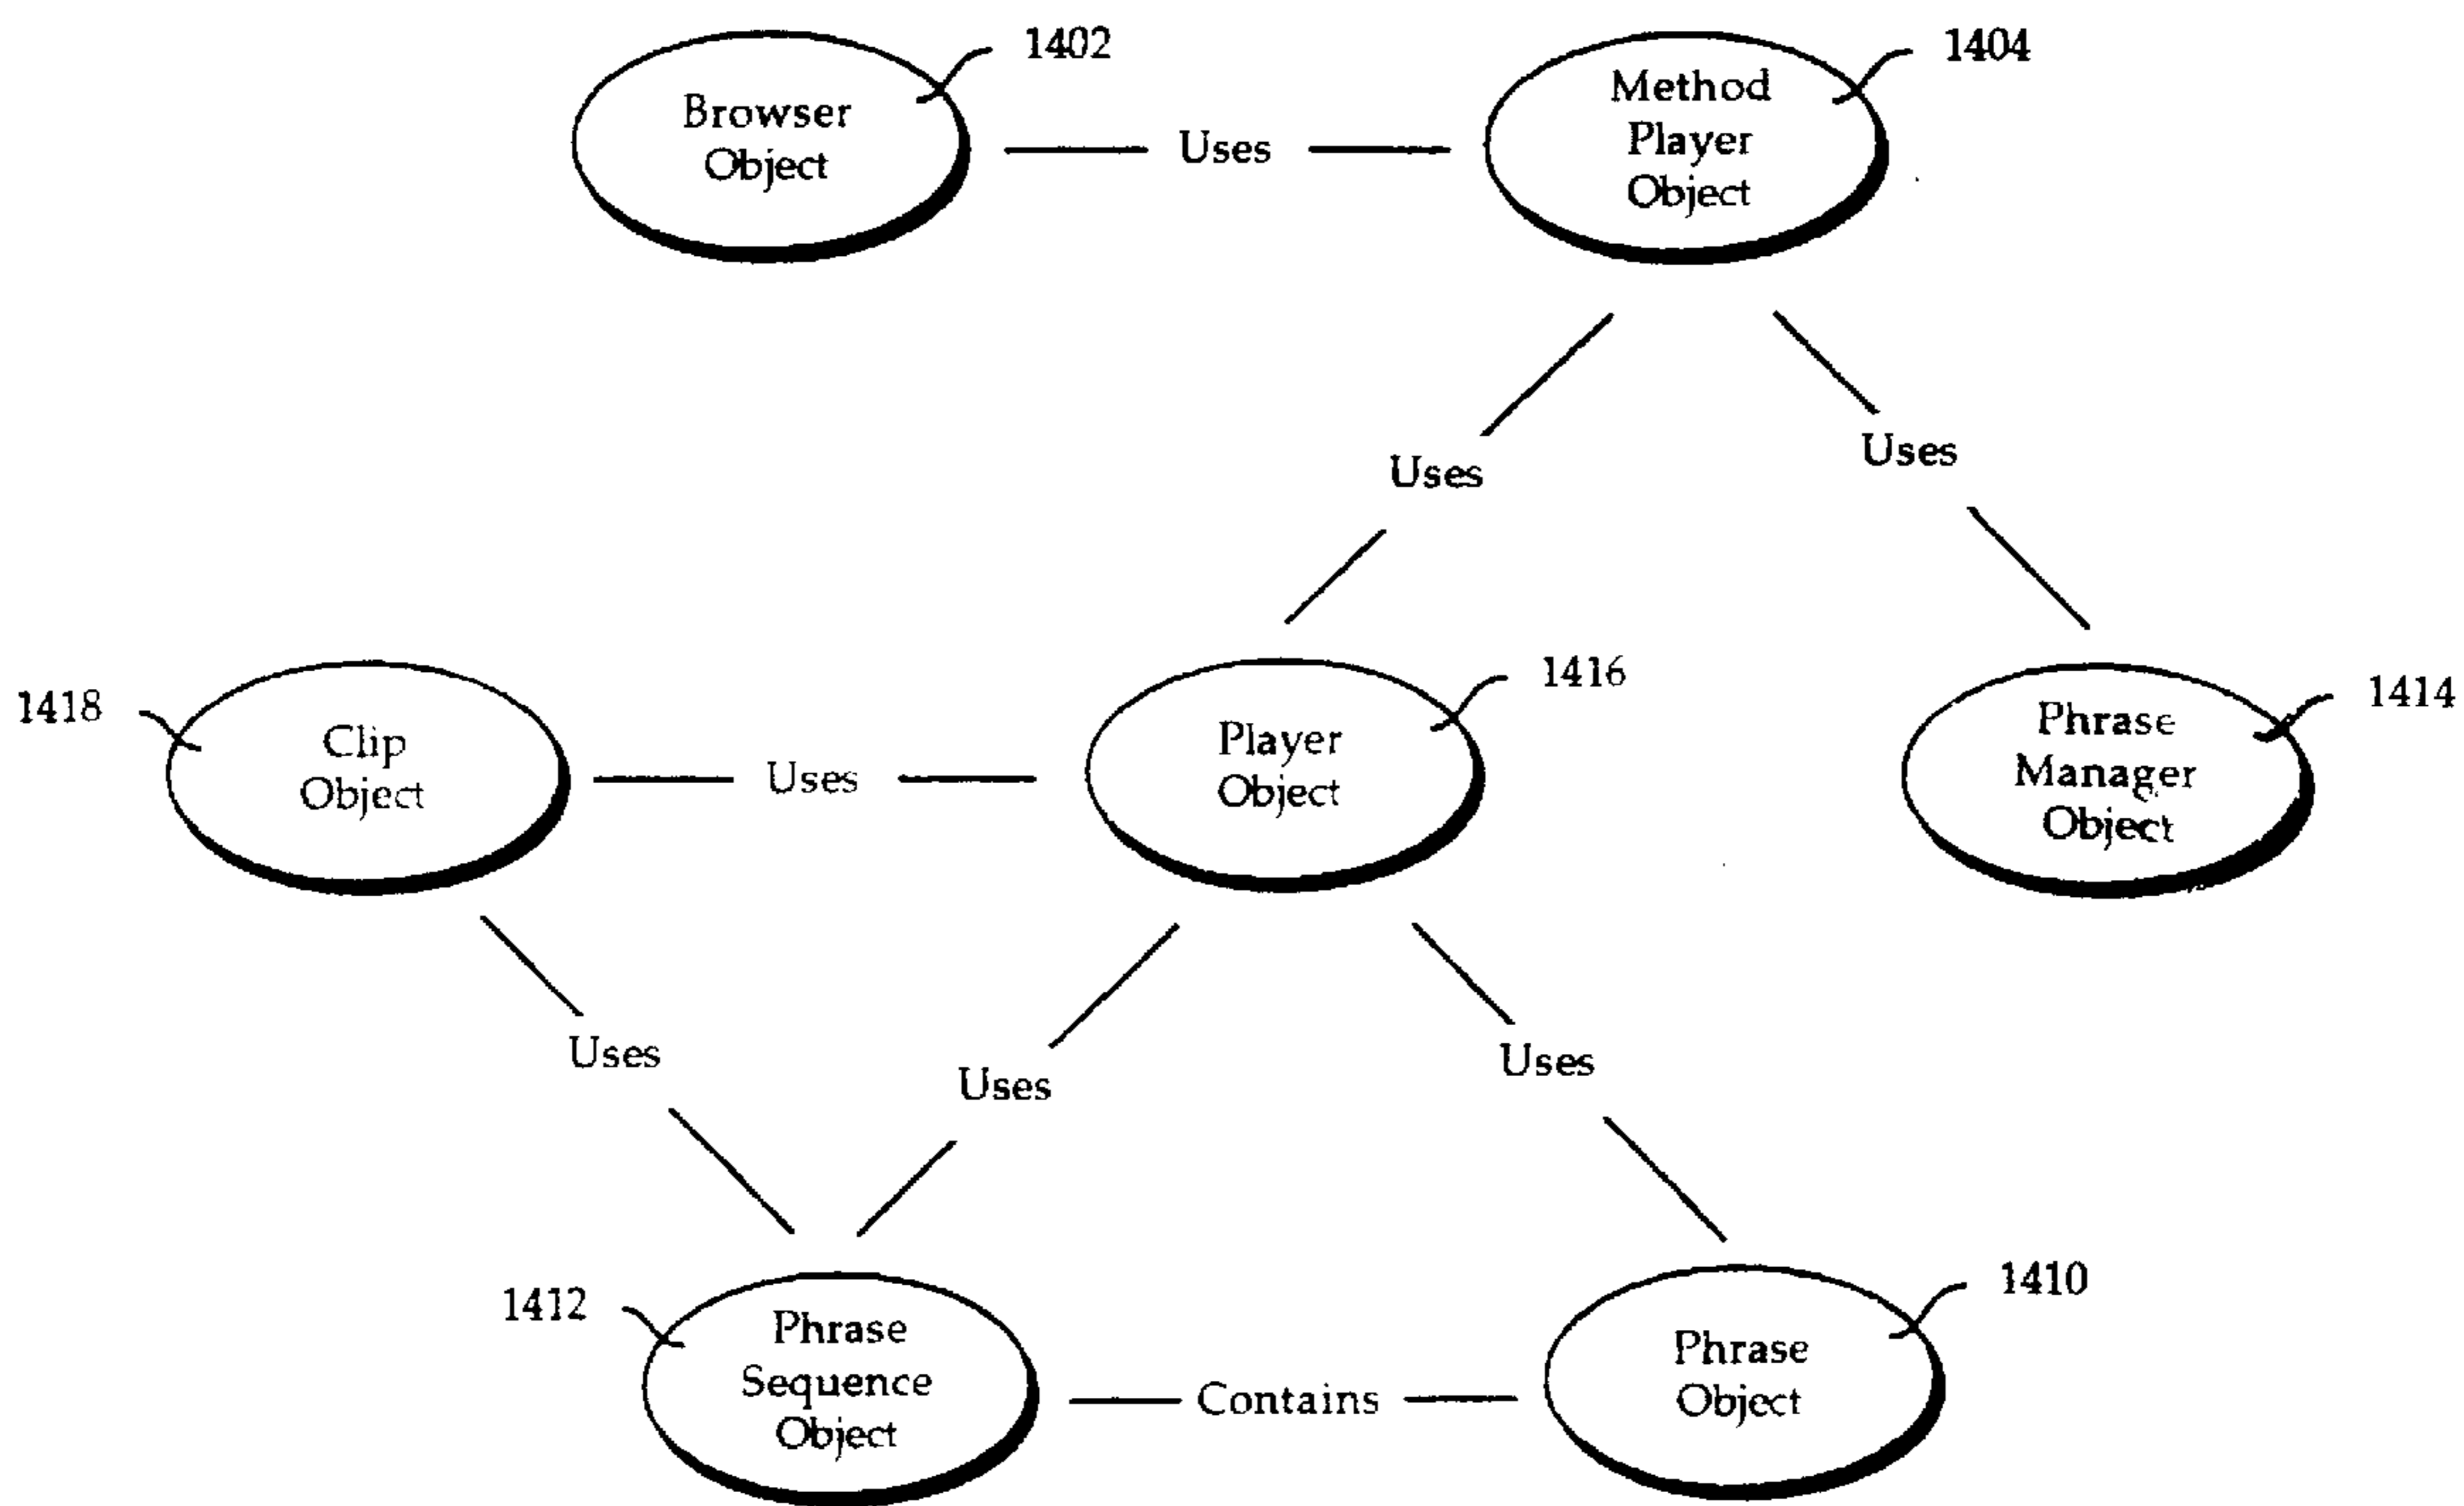 1402
Browser
Object
Uses
1404
Method
Player
Object
Uses
Uses
1418
Clip
Object
Uses
1416
Player
Object
1414
Phrase
Manager
Object
Uses
Uses
Uses
1412
Phrase
Sequence
Object
Contains
1410
Phrase
Object